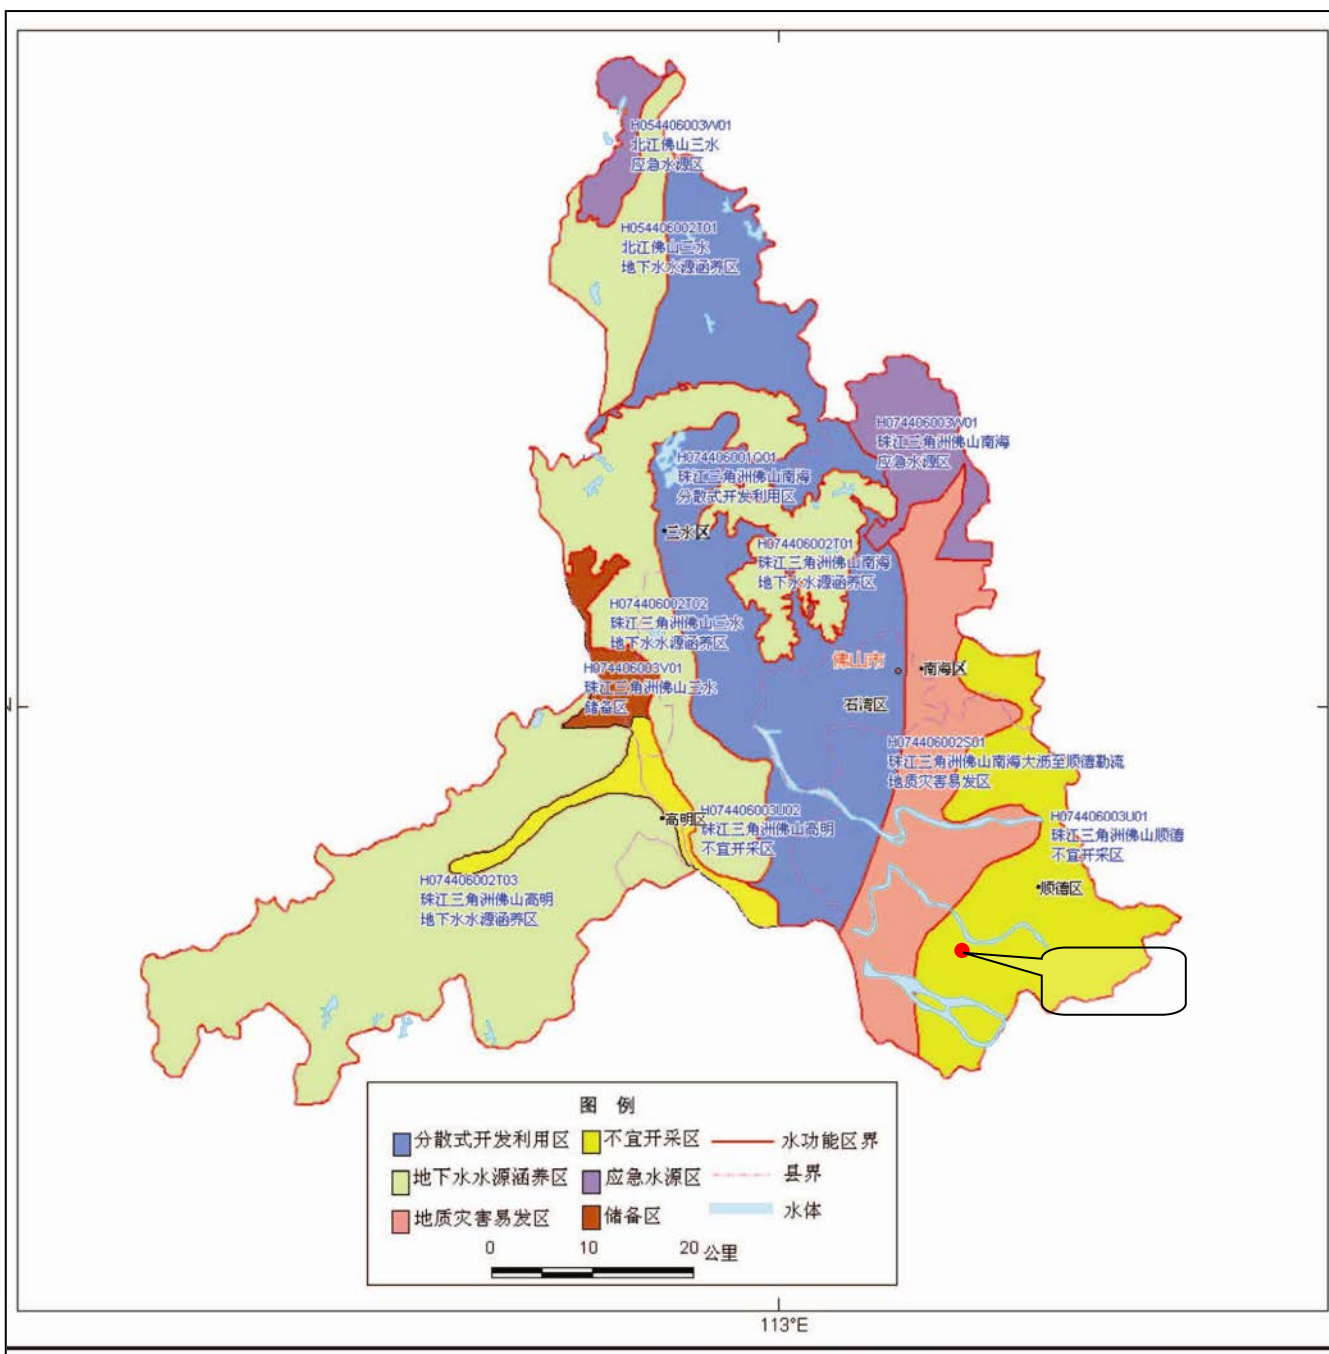 H054406003W01
北江佛山三水
应急水源区
H054406002T01
北江佛山三水
地下水水源涵养区
H074406003W01
珠江三角洲佛山南海
应急水源区
H074406001Q01
珠江三角洲佛山南海
分散式开发利用区
三水区
H074406002T01
珠江三角洲佛山南海
地下水水源涵养区
H074406002T02
珠江三角洲佛山三水
地下水水源涵养区
H074406003V01
珠江三角洲佛山三水
储备区
佛山市
南海区
石湾区
H074406002S01
珠江三角洲佛山南海大沥至顺德勒流
地质灾害易发区
H074406003U02
珠江三角洲佛山高明
不宜开采区
高明区
H074406003U01
珠江三角洲佛山顺德
不宜开采区
顺德区
H074406002T03
珠江三角洲佛山高明
地下水水源涵养区
图 例
分散式开发利用区 不宜开采区 水功能区界
地下水水源涵养区 应急水源区 县界
地质灾害易发区 储备区 水体
0 10 20 公里
113°E